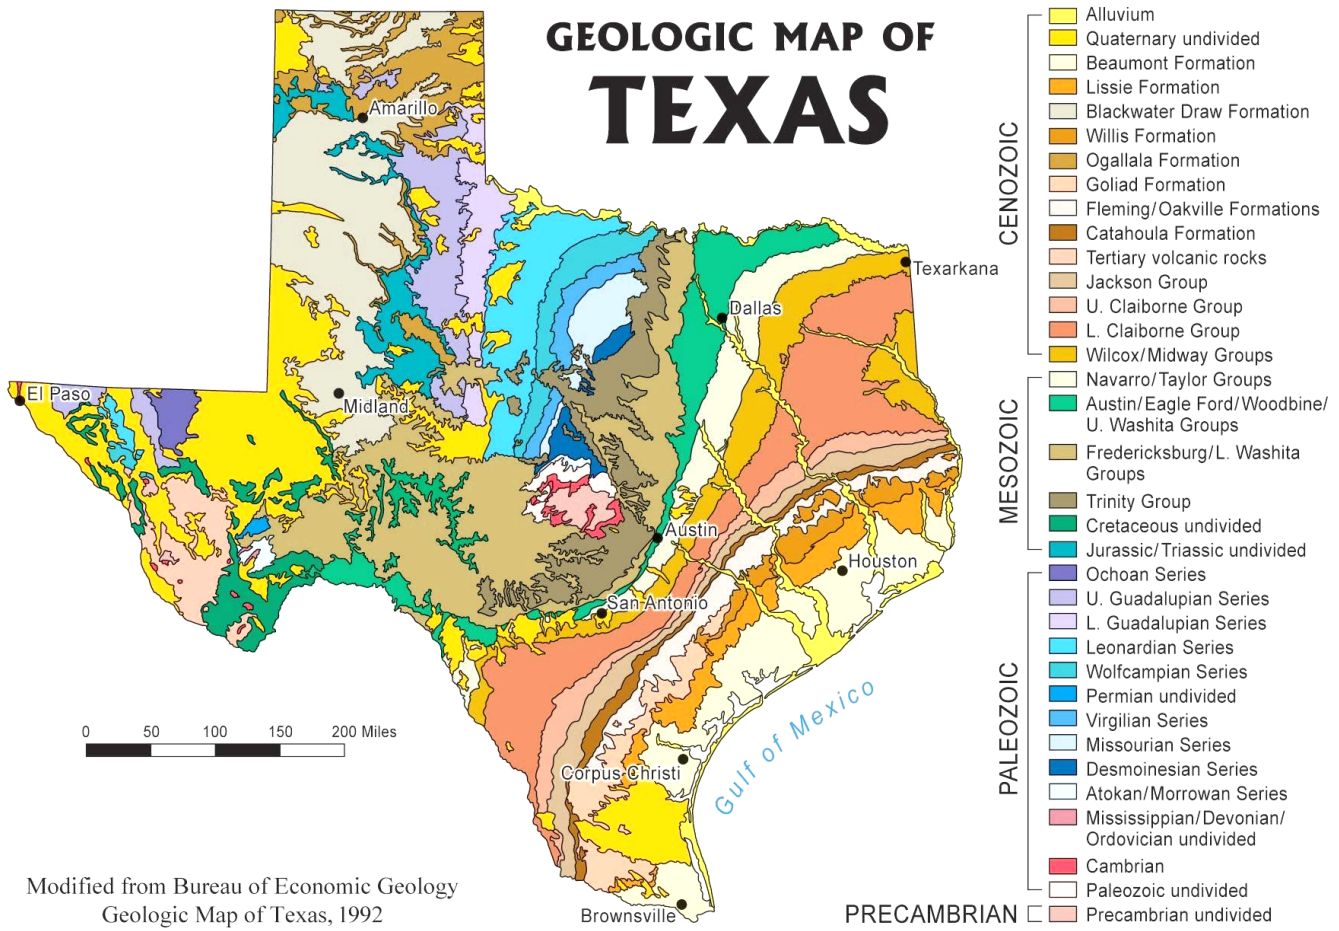 GEOLOGIC MAP OF
TEXAS
Amarillo
Texarkana
Dallas
El Paso
Midland
Austin
Houston
San Antonio
Corpus Christi
Brownsville
Gulf of Mexico
0 50 100 150 200 Miles
Modified from Bureau of Economic Geology
Geologic Map of Texas, 1992
CENOZOIC
Alluvium
Quaternary undivided
Beaumont Formation
Lissie Formation
Blackwater Draw Formation
Willis Formation
Ogallala Formation
Goliad Formation
Fleming/Oakville Formations
Catahoula Formation
Tertiary volcanic rocks
Jackson Group
U. Claiborne Group
L. Claiborne Group
Wilcox/Midway Groups
MESOZOIC
Navarro/Taylor Groups
Austin/Eagle Ford/Woodbine/
U. Washita Groups
Fredericksburg/L. Washita
Groups
Trinity Group
Cretaceous undivided
Jurassic/Triassic undivided
PALEOZOIC
Ochoan Series
U. Guadalupian Series
L. Guadalupian Series
Leonardian Series
Wolfcampian Series
Permian undivided
Virgilian Series
Missourian Series
Desmoinesian Series
Atokan/Morrowan Series
Mississippian/Devonian/
Ordovician undivided
Cambrian
Paleozoic undivided
PRECAMBRIAN
Precambrian undivided